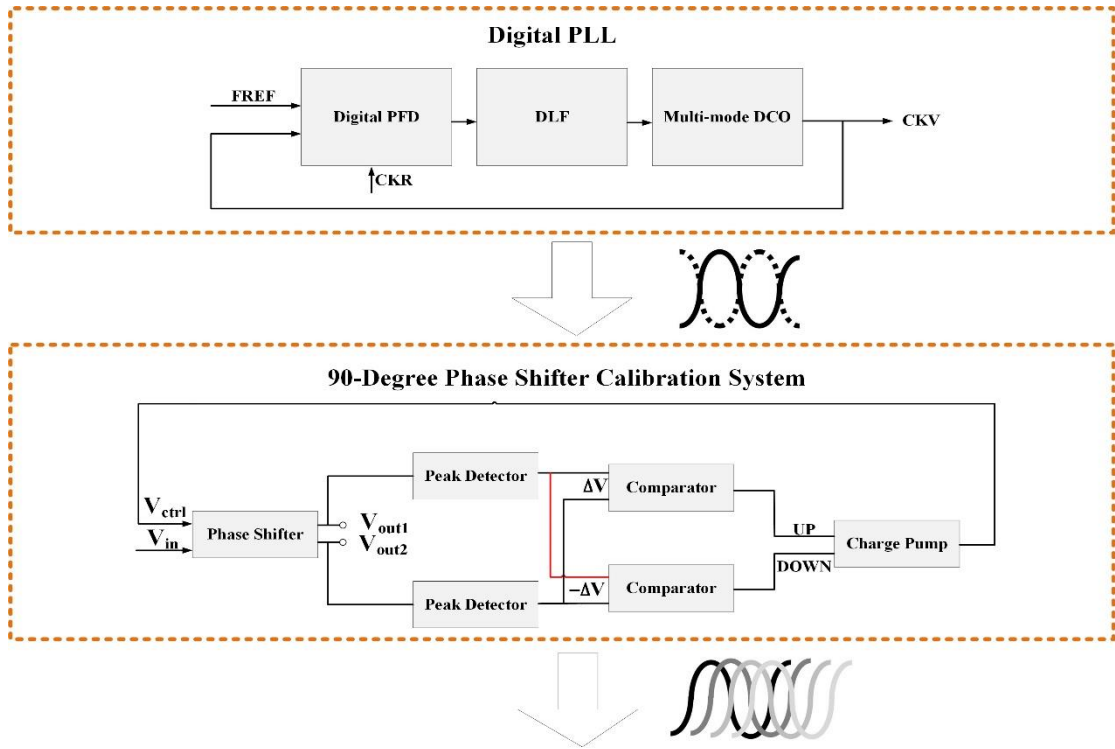 Digital PLL
FREF
Digital PFD
DLF
Multi-mode DCO
CKV
CKR
90-Degree Phase Shifter Calibration System
Peak Detector
ΔV
Comparator
Vctrl
Vin
Phase Shifter
Vout1
Vout2
UP
DOWN
Charge Pump
Peak Detector
−ΔV
Comparator